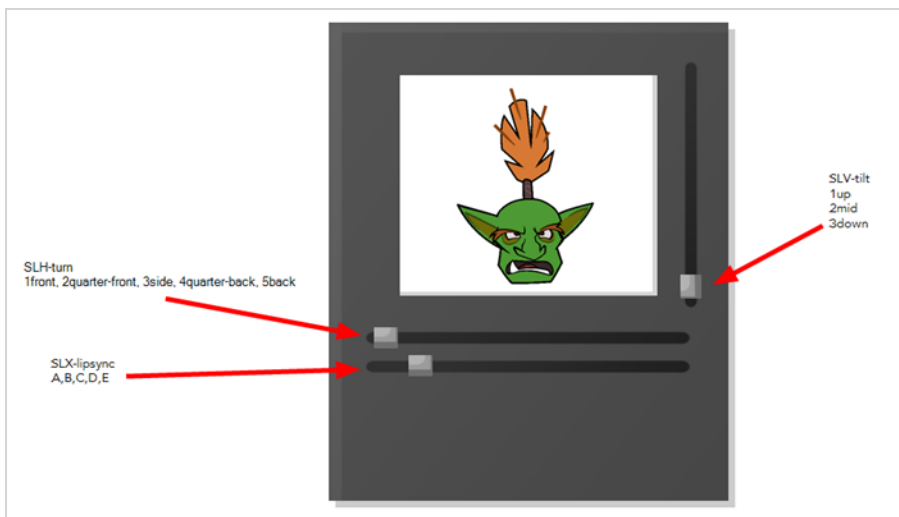 SLV-tilt
1up
2mid
3down
SLH-turn
1front, 2quarter-front, 3side, 4quarter-back, 5back
SLX-lipsync
A,B,C,D,E